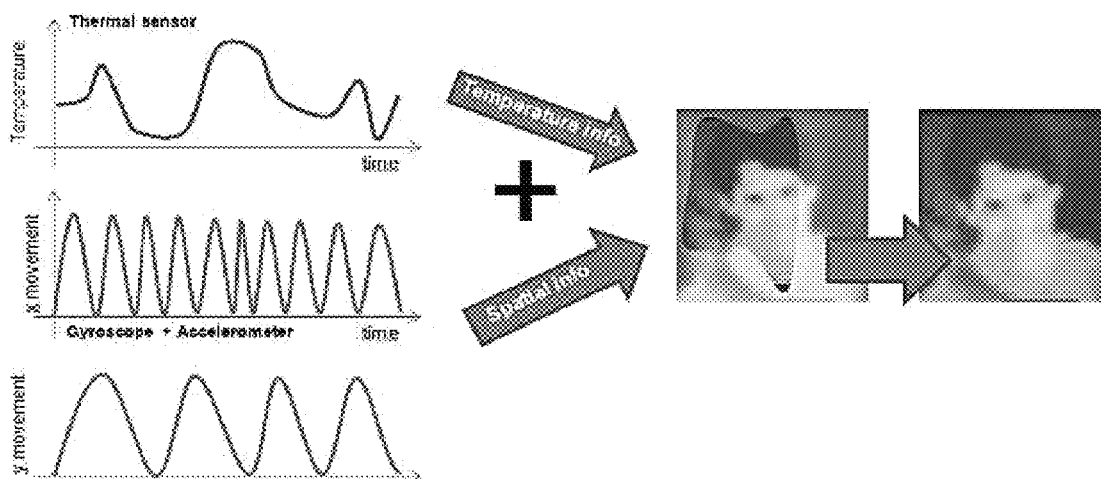 Thermal sensor
Temperature
time
Temperature info
x movement
Gyroscope + Accelerometer
time
Spatial info
y movement